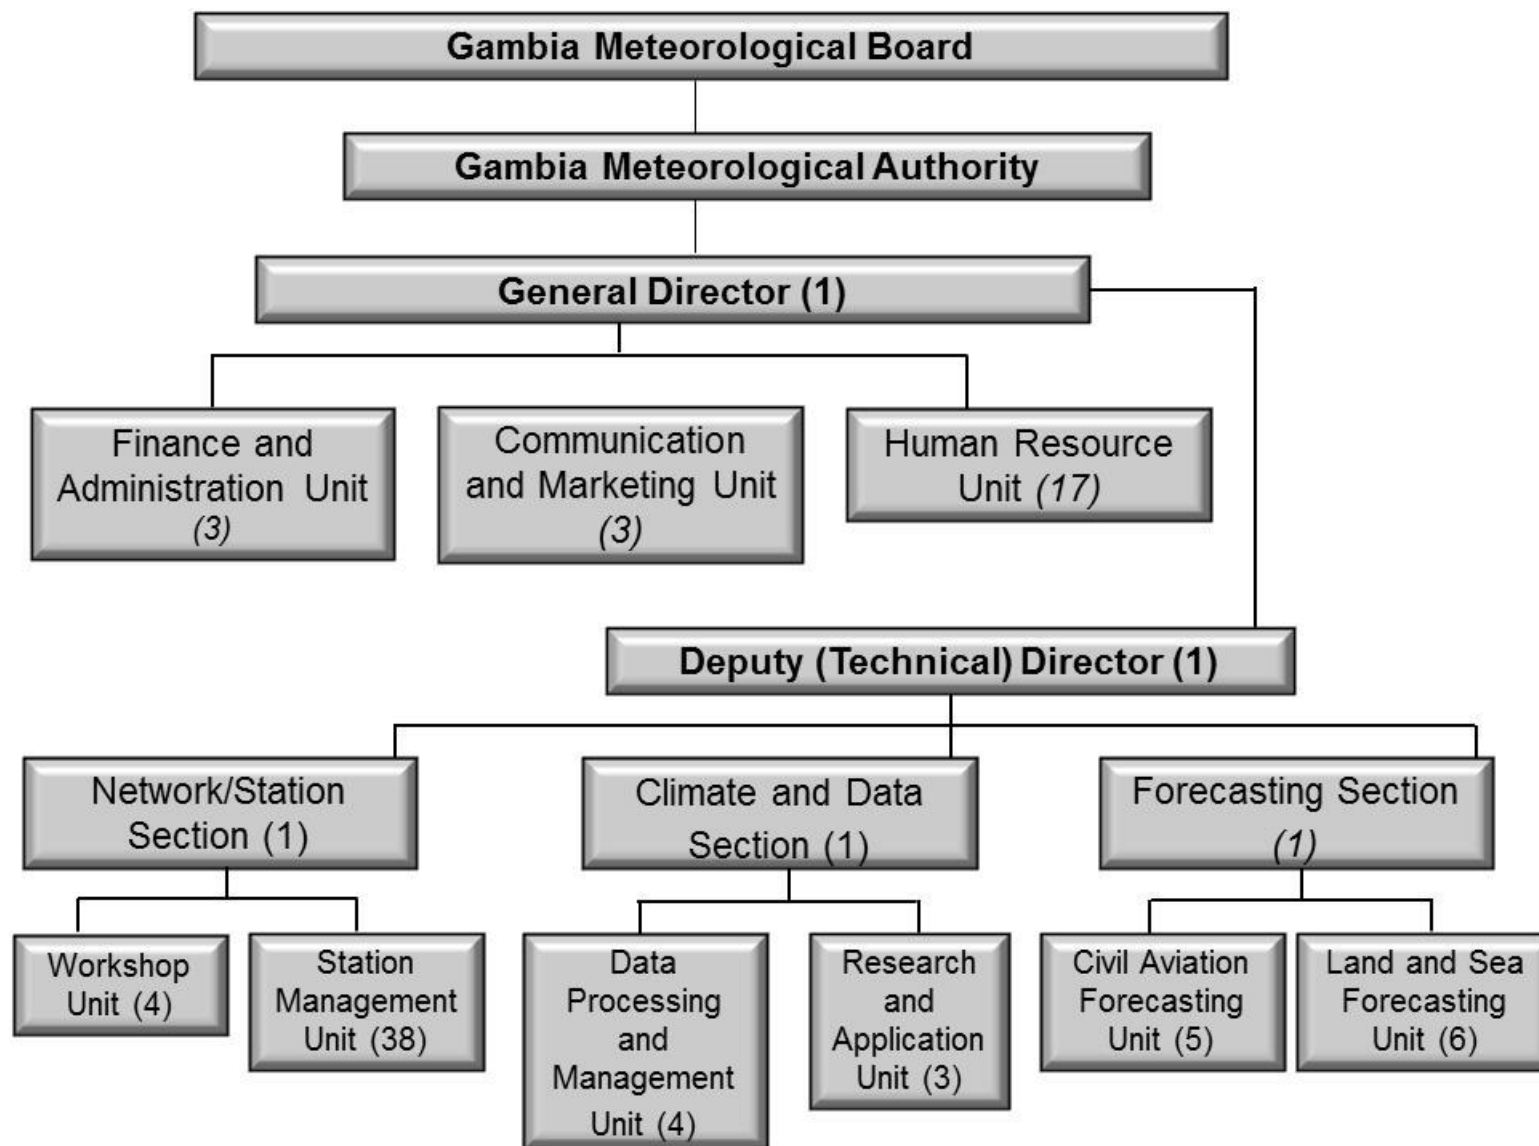 Gambia Meteorological Board
Gambia Meteorological Authority
General Director (1)
Finance and
Administration Unit
(3)
Communication
and Marketing Unit
(3)
Human Resource
Unit (17)
Deputy (Technical) Director (1)
Network/Station
Section (1)
Climate and Data
Section (1)
Forecasting Section
(1)
Workshop
Unit (4)
Station
Management
Unit (38)
Data
Processing
and
Management
Unit (4)
Research
and
Application
Unit (3)
Civil Aviation
Forecasting
Unit (5)
Land and Sea
Forecasting
Unit (6)